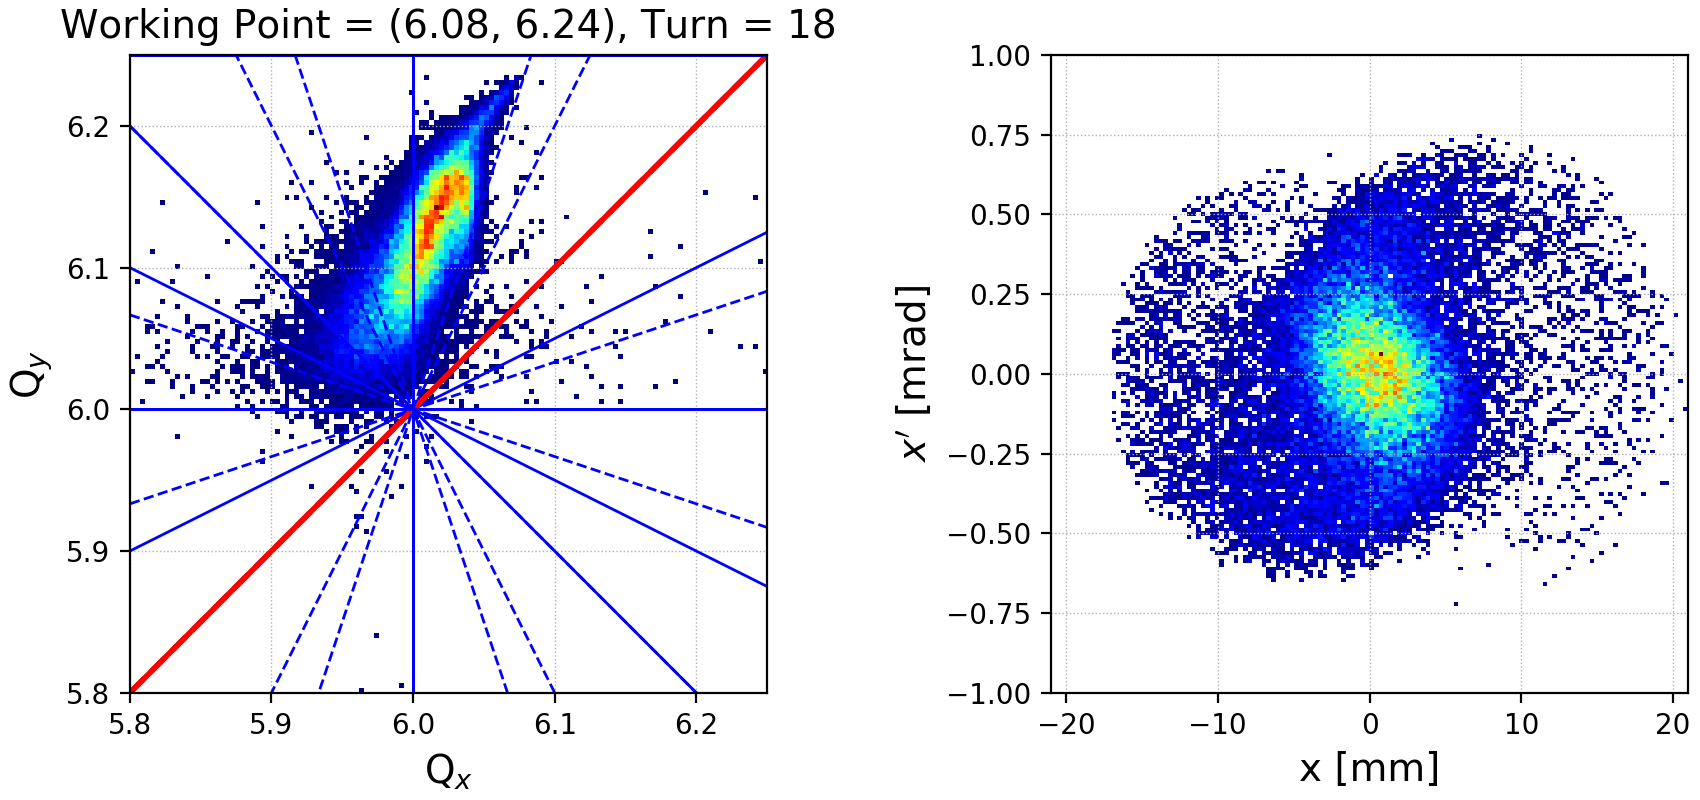 Working Point = (6.08, 6.24), Turn = 18
6.2
6.1
6.0
5.9
5.8
Qy
5.8 5.9 6.0 6.1 6.2
Qx
1.00
0.75
0.50
0.25
0.00
−0.25
−0.50
−0.75
−1.00
x′ [mrad]
−20 −10 0 10 20
x [mm]